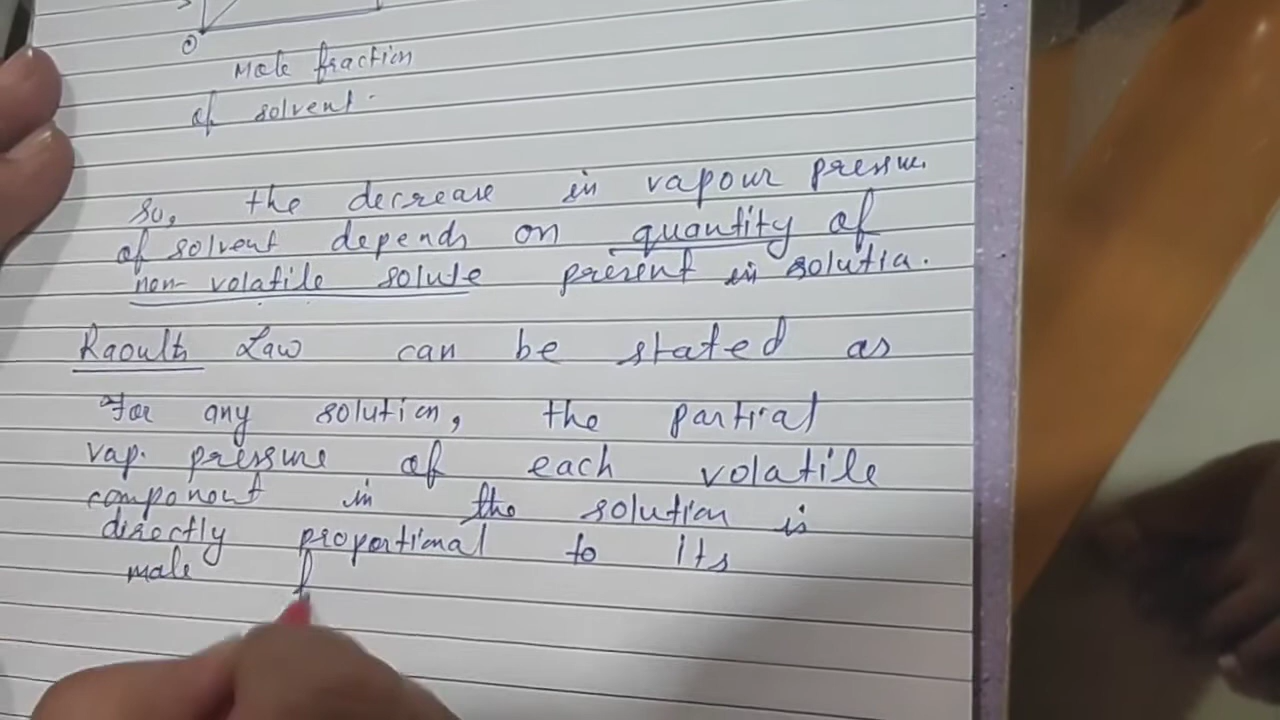 O
Mole fraction
of solvent.
So, the decrease in vapour pressure
of solvent depends on quantity of
non-volatile solute present in solution.
Raoults Law can be stated as
For any solution, the partial
vap. pressure of each volatile
component in the solution is
directly proportional to its
mole f